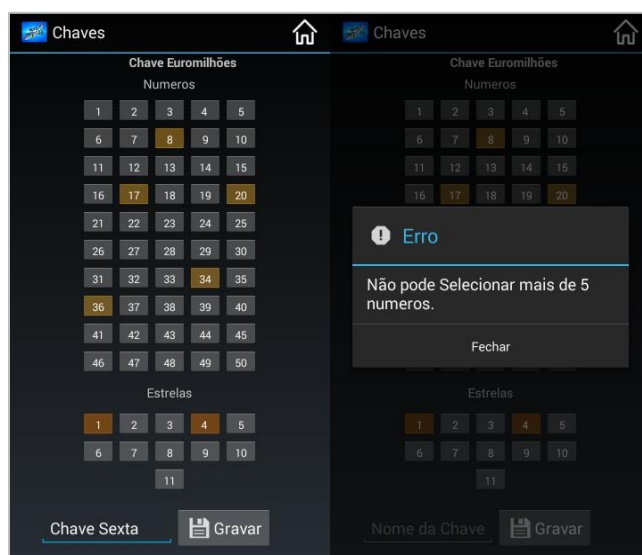 Chaves
Chave Euromilhões
Numeros
1 2 3 4 5
6 7 8 9 10
11 12 13 14 15
16 17 18 19 20
21 22 23 24 25
26 27 28 29 30
31 32 33 34 35
36 37 38 39 40
41 42 43 44 45
46 47 48 49 50
Estrelas
1 2 3 4 5
6 7 8 9 10
11
Chave Sexta
Gravar
Chaves
Chave Euromilhões
Numeros
1 2 3 4 5
6 7 8 9 10
11 12 13 14 15
16 17 18 19 20
Erro
Não pode Selecionar mais de 5
numeros.
Fechar
Estrelas
1 2 3 4 5
6 7 8 9 10
11
Nome da Chave
Gravar